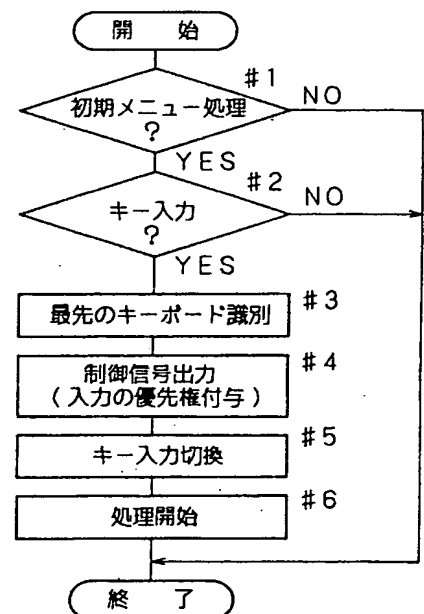 開 始
#1
初期メニュー処理
?
NO
YES
#2
キー入力
?
NO
YES
最先のキーボード識別 #3
制御信号出力 #4
(入力の優先権付与)
キー入力切換 #5
処理開始 #6
終 了